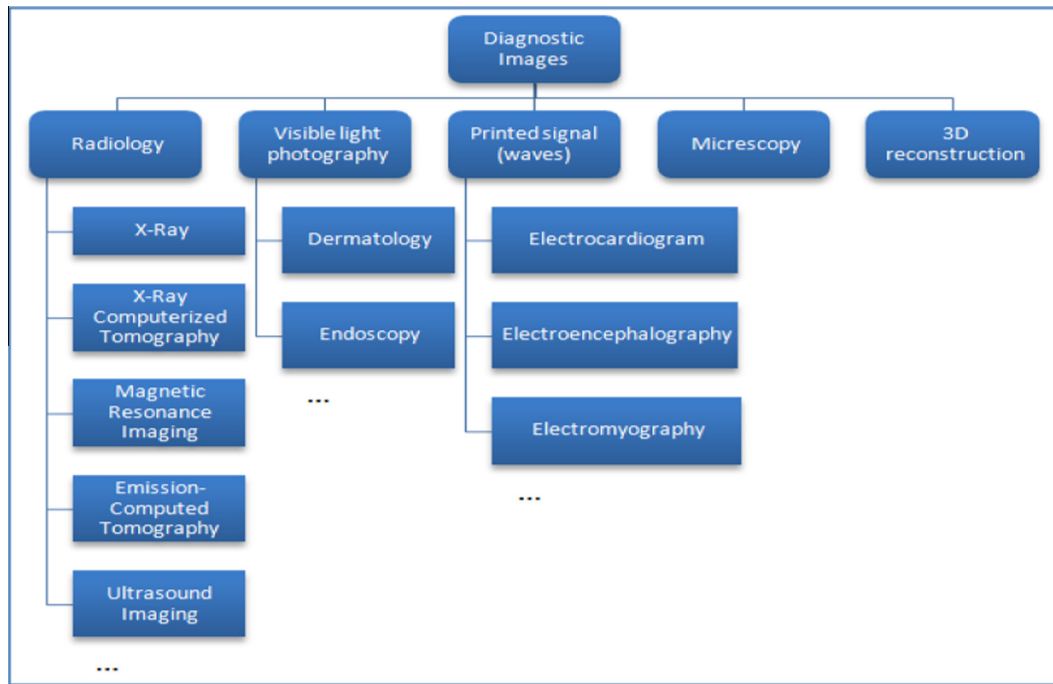 Diagnostic
Images
Radiology
Visible light
photography
Printed signal
(waves)
Micrescopy
3D
reconstruction
X-Ray
X-Ray
Computerized
Tomography
Magnetic
Resonance
Imaging
Emission-
Computed
Tomography
Ultrasound
Imaging
...
Dermatology
Endoscopy
...
Electrocardiogram
Electroencephalography
Electromyography
...